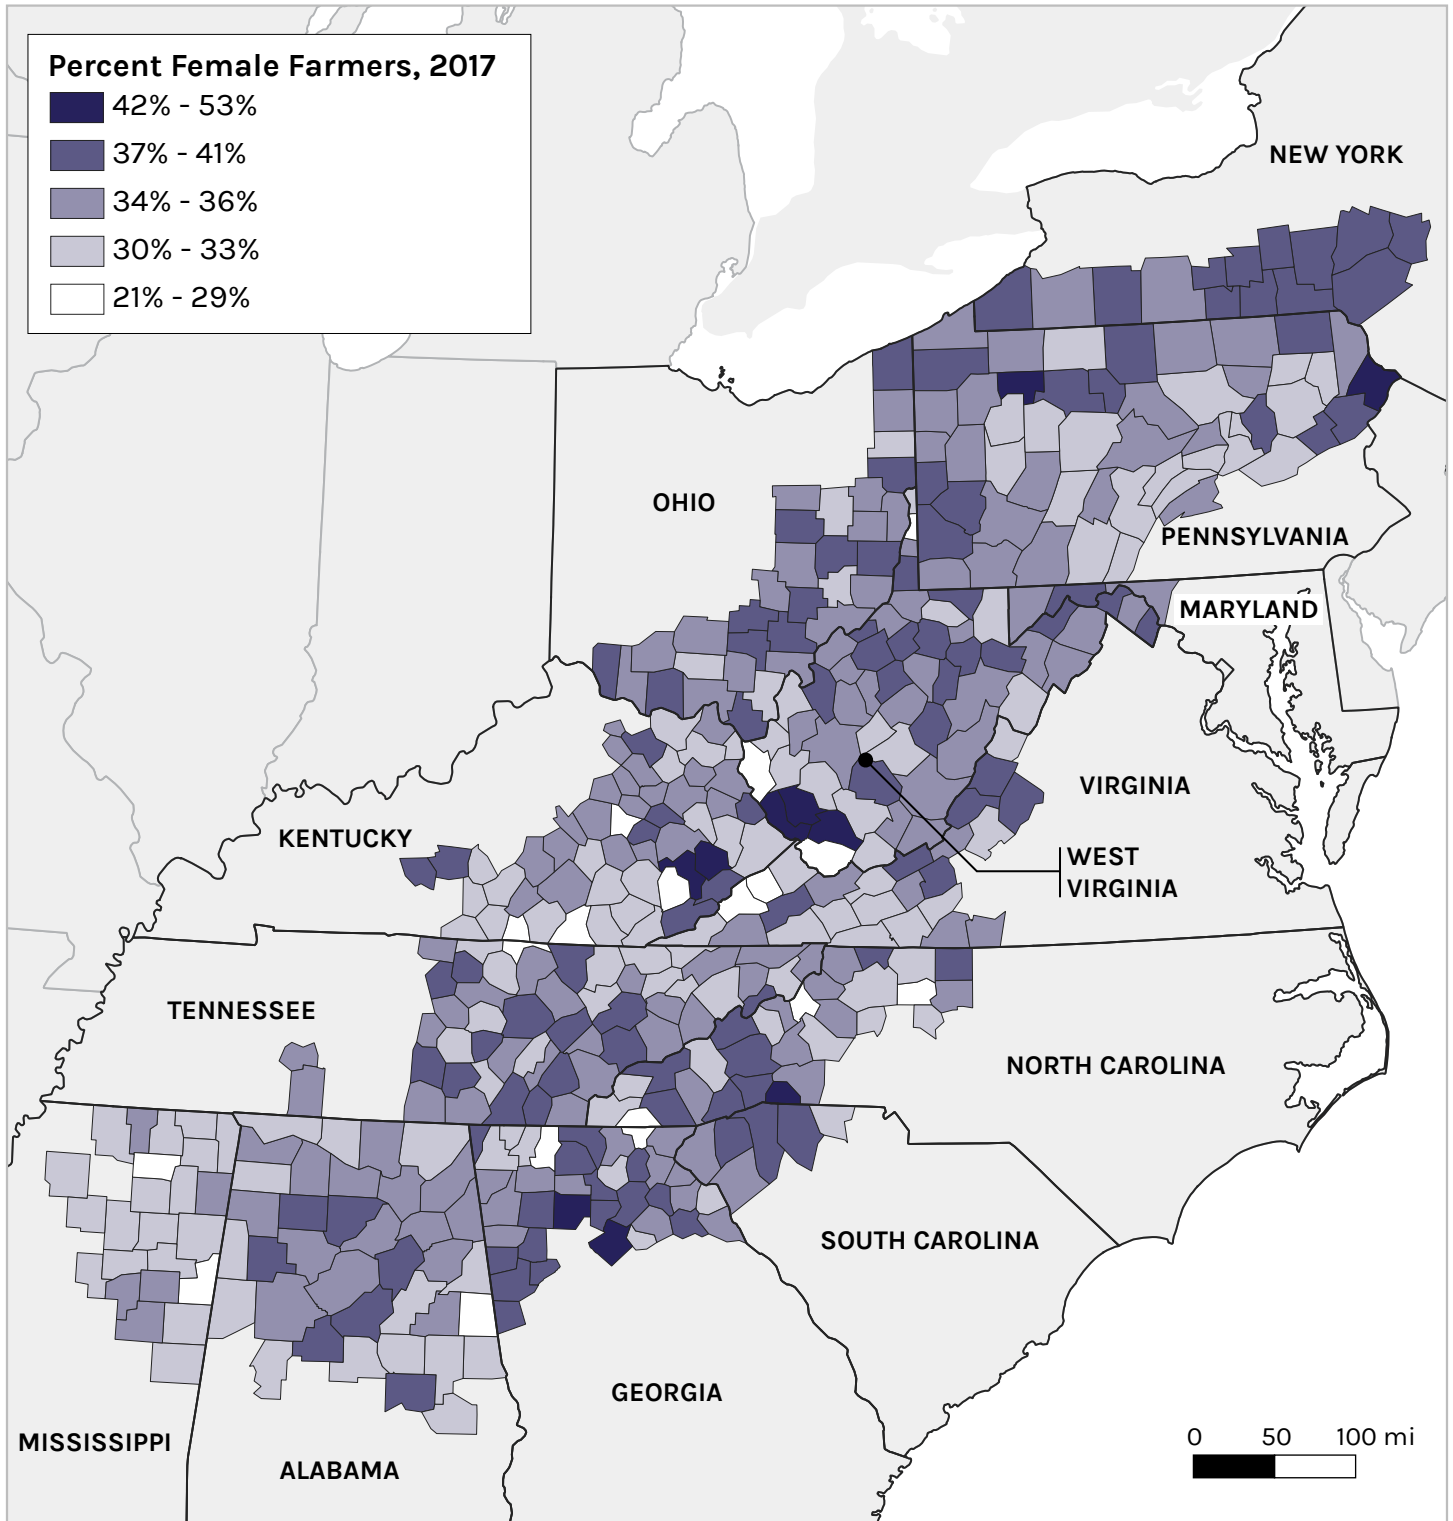 Percent Female Farmers, 2017
42% - 53%
37% - 41%
34% - 36%
30% - 33%
21% - 29%
NEW YORK
OHIO
PENNSYLVANIA
MARYLAND
VIRGINIA
KENTUCKY
WEST
VIRGINIA
TENNESSEE
NORTH CAROLINA
SOUTH CAROLINA
GEORGIA
MISSISSIPPI
ALABAMA
0 50 100 mi